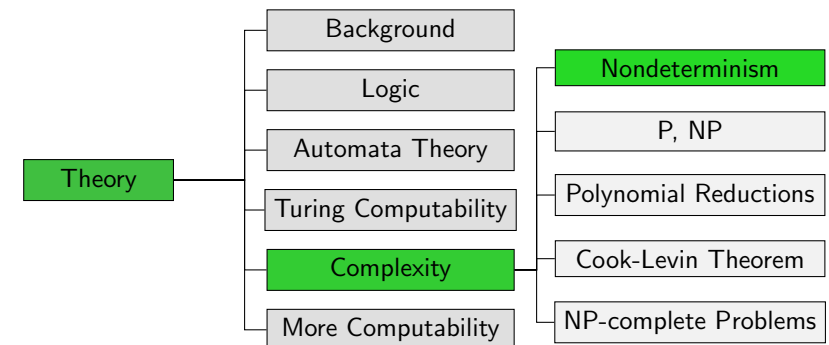 Theory
Background
Logic
Automata Theory
Turing Computability
Complexity
More Computability
Nondeterminism
P, NP
Polynomial Reductions
Cook-Levin Theorem
NP-complete Problems